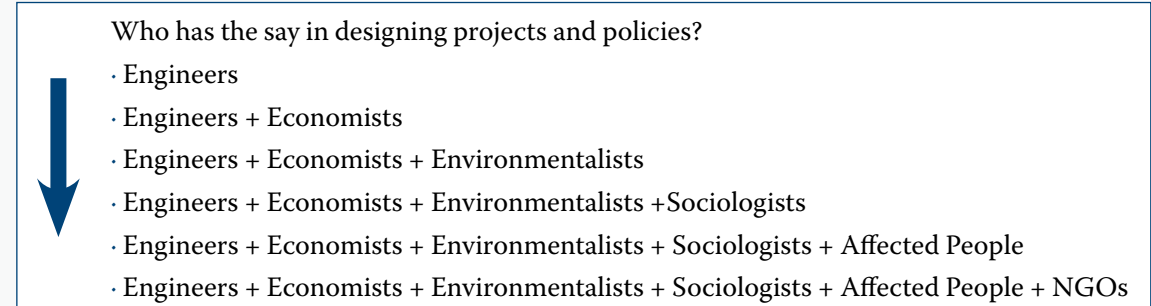 Who has the say in designing projects and policies?
· Engineers
· Engineers + Economists
· Engineers + Economists + Environmentalists
· Engineers + Economists + Environmentalists +Sociologists
· Engineers + Economists + Environmentalists + Sociologists + Affected People
· Engineers + Economists + Environmentalists + Sociologists + Affected People + NGOs